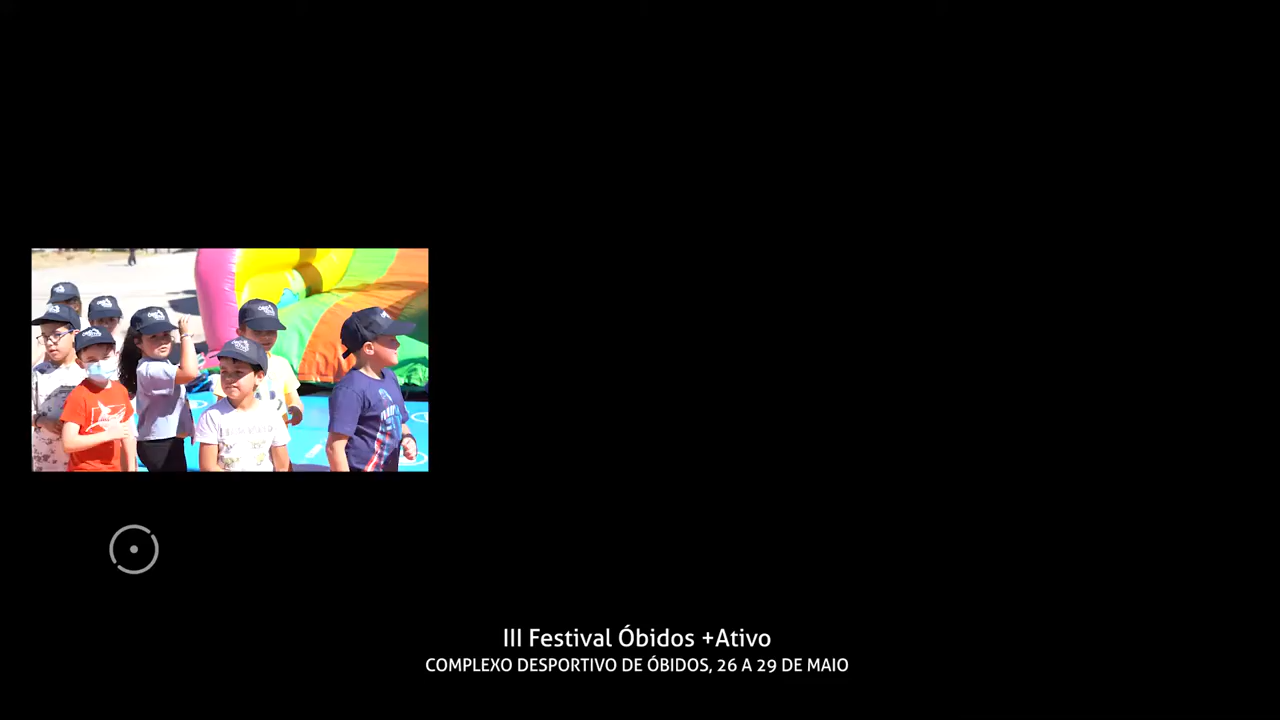 III Festival Óbidos +Ativo
COMPLEXO DESPORTIVO DE ÓBIDOS, 26 A 29 DE MAIO